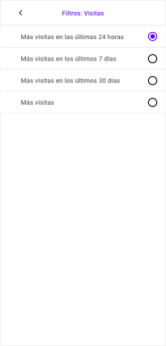 Filtros: Visitas
Más visitas en las últimas 24 horas
Más visitas en los últimos 7 días
Más visitas en los últimos 30 días
Más visitas